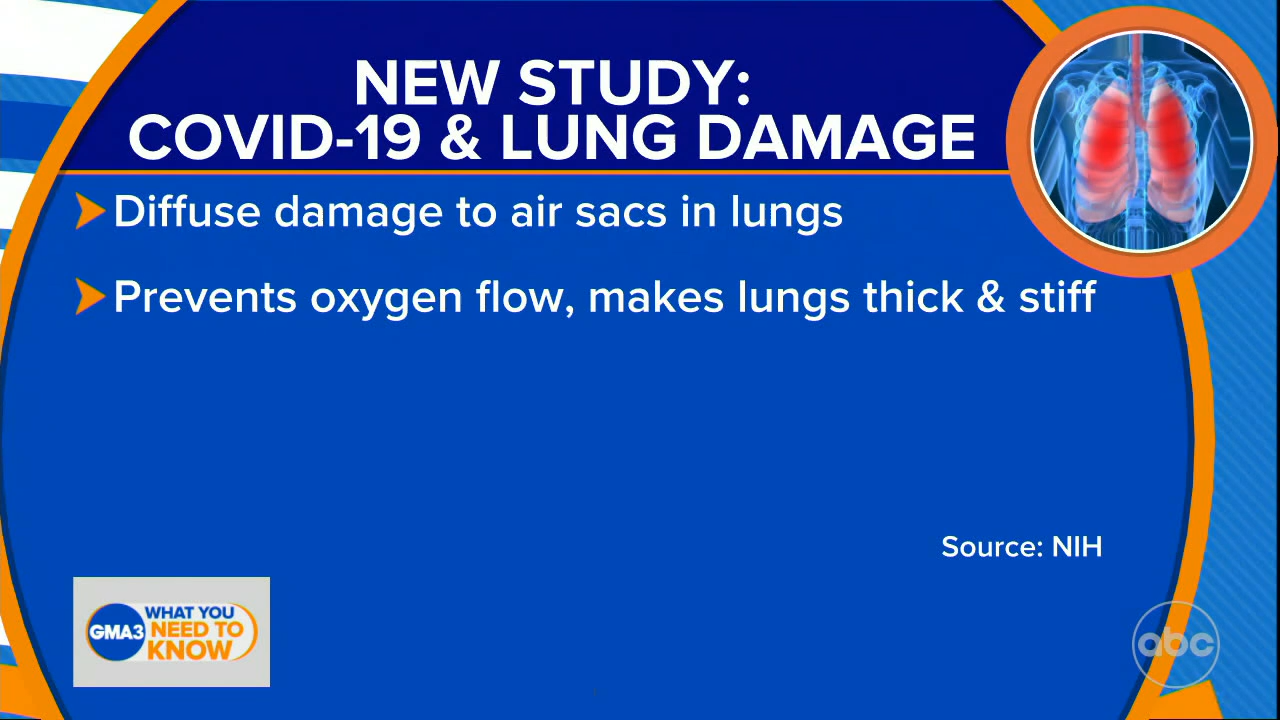 NEW STUDY:
COVID-19 & LUNG DAMAGE
Diffuse damage to air sacs in lungs
Prevents oxygen flow, makes lungs thick & stiff
Source: NIH
GMA3
WHAT YOU
NEED TO
KNOW
abc